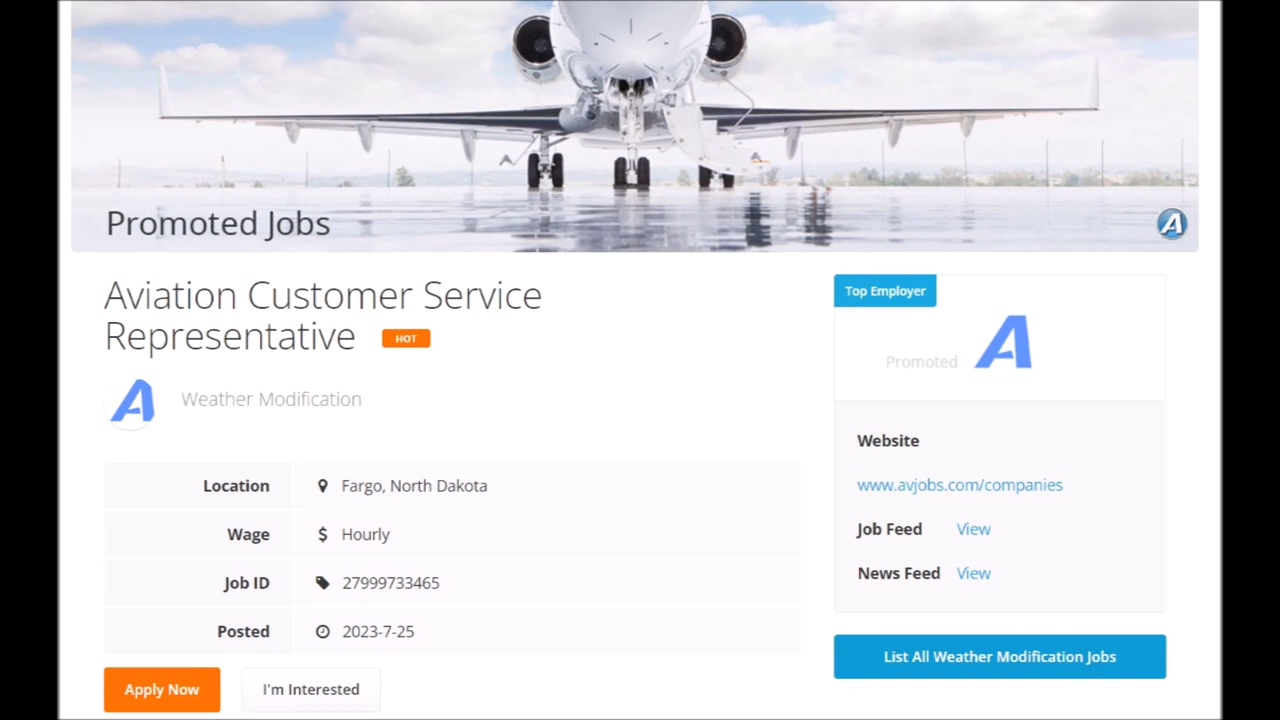 Promoted Jobs
Aviation Customer Service
Representative HOT
Weather Modification
Location Fargo, North Dakota
Wage $ Hourly
Job ID 27999733465
Posted 2023-7-25
Apply Now I'm Interested
Top Employer
Promoted
Website
www.avjobs.com/companies
Job Feed View
News Feed View
List All Weather Modification Jobs